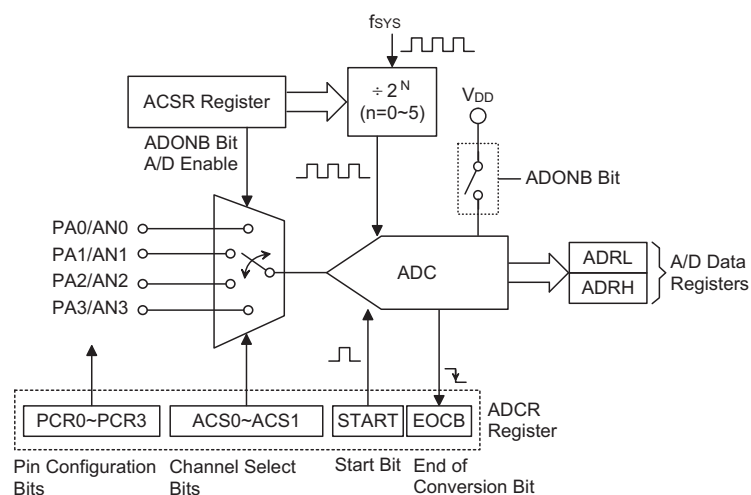 fSYS
ACSR Register
÷ 2 N
(n=0~5)
VDD
ADONB Bit
A/D Enable
ADONB Bit
PA0/AN0
PA1/AN1
PA2/AN2
PA3/AN3
ADC
ADRL
ADRH
A/D Data
Registers
PCR0~PCR3
ACS0~ACS1
START
EOCB
ADCR
Register
Pin Configuration
Bits
Channel Select
Bits
Start Bit
End of
Conversion Bit